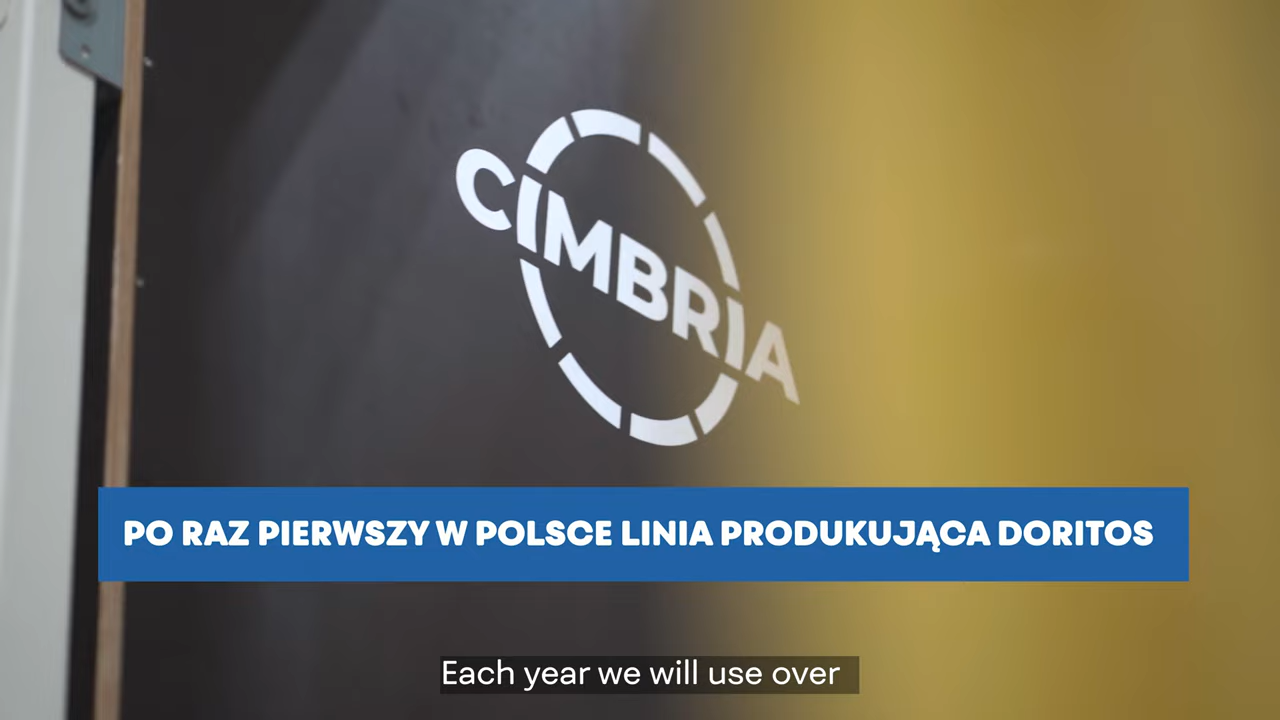 CIMBRIA
PO RAZ PIERWSZY W POLSCE LINIA PRODUKUJĄCA DORITOS
Each year we will use over